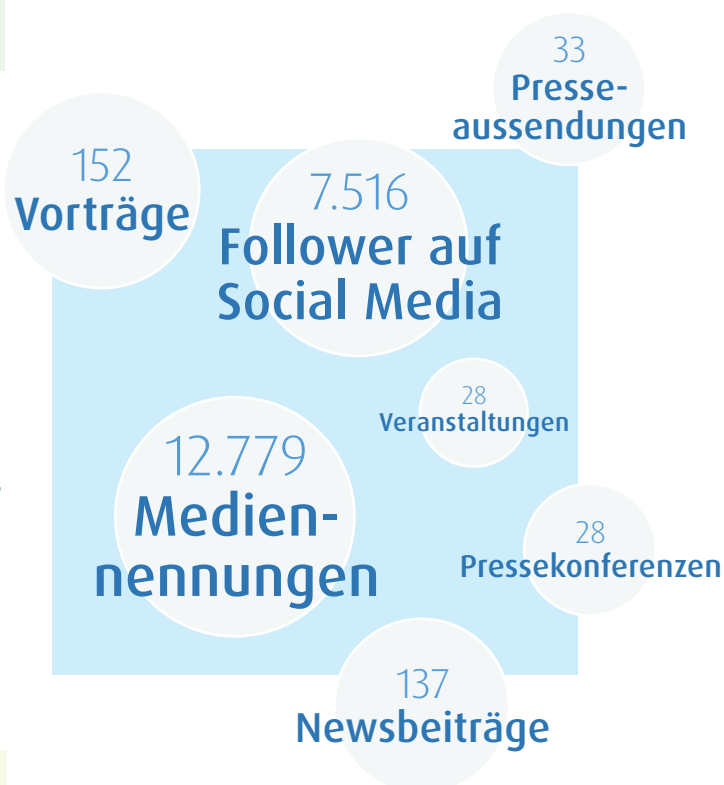 33
Presse-
aussendungen
152
Vorträge
7.516
Follower auf
Social Media
28
Veranstaltungen
12.779
Medien-
nennungen
28
Pressekonferenzen
137
Newsbeiträge